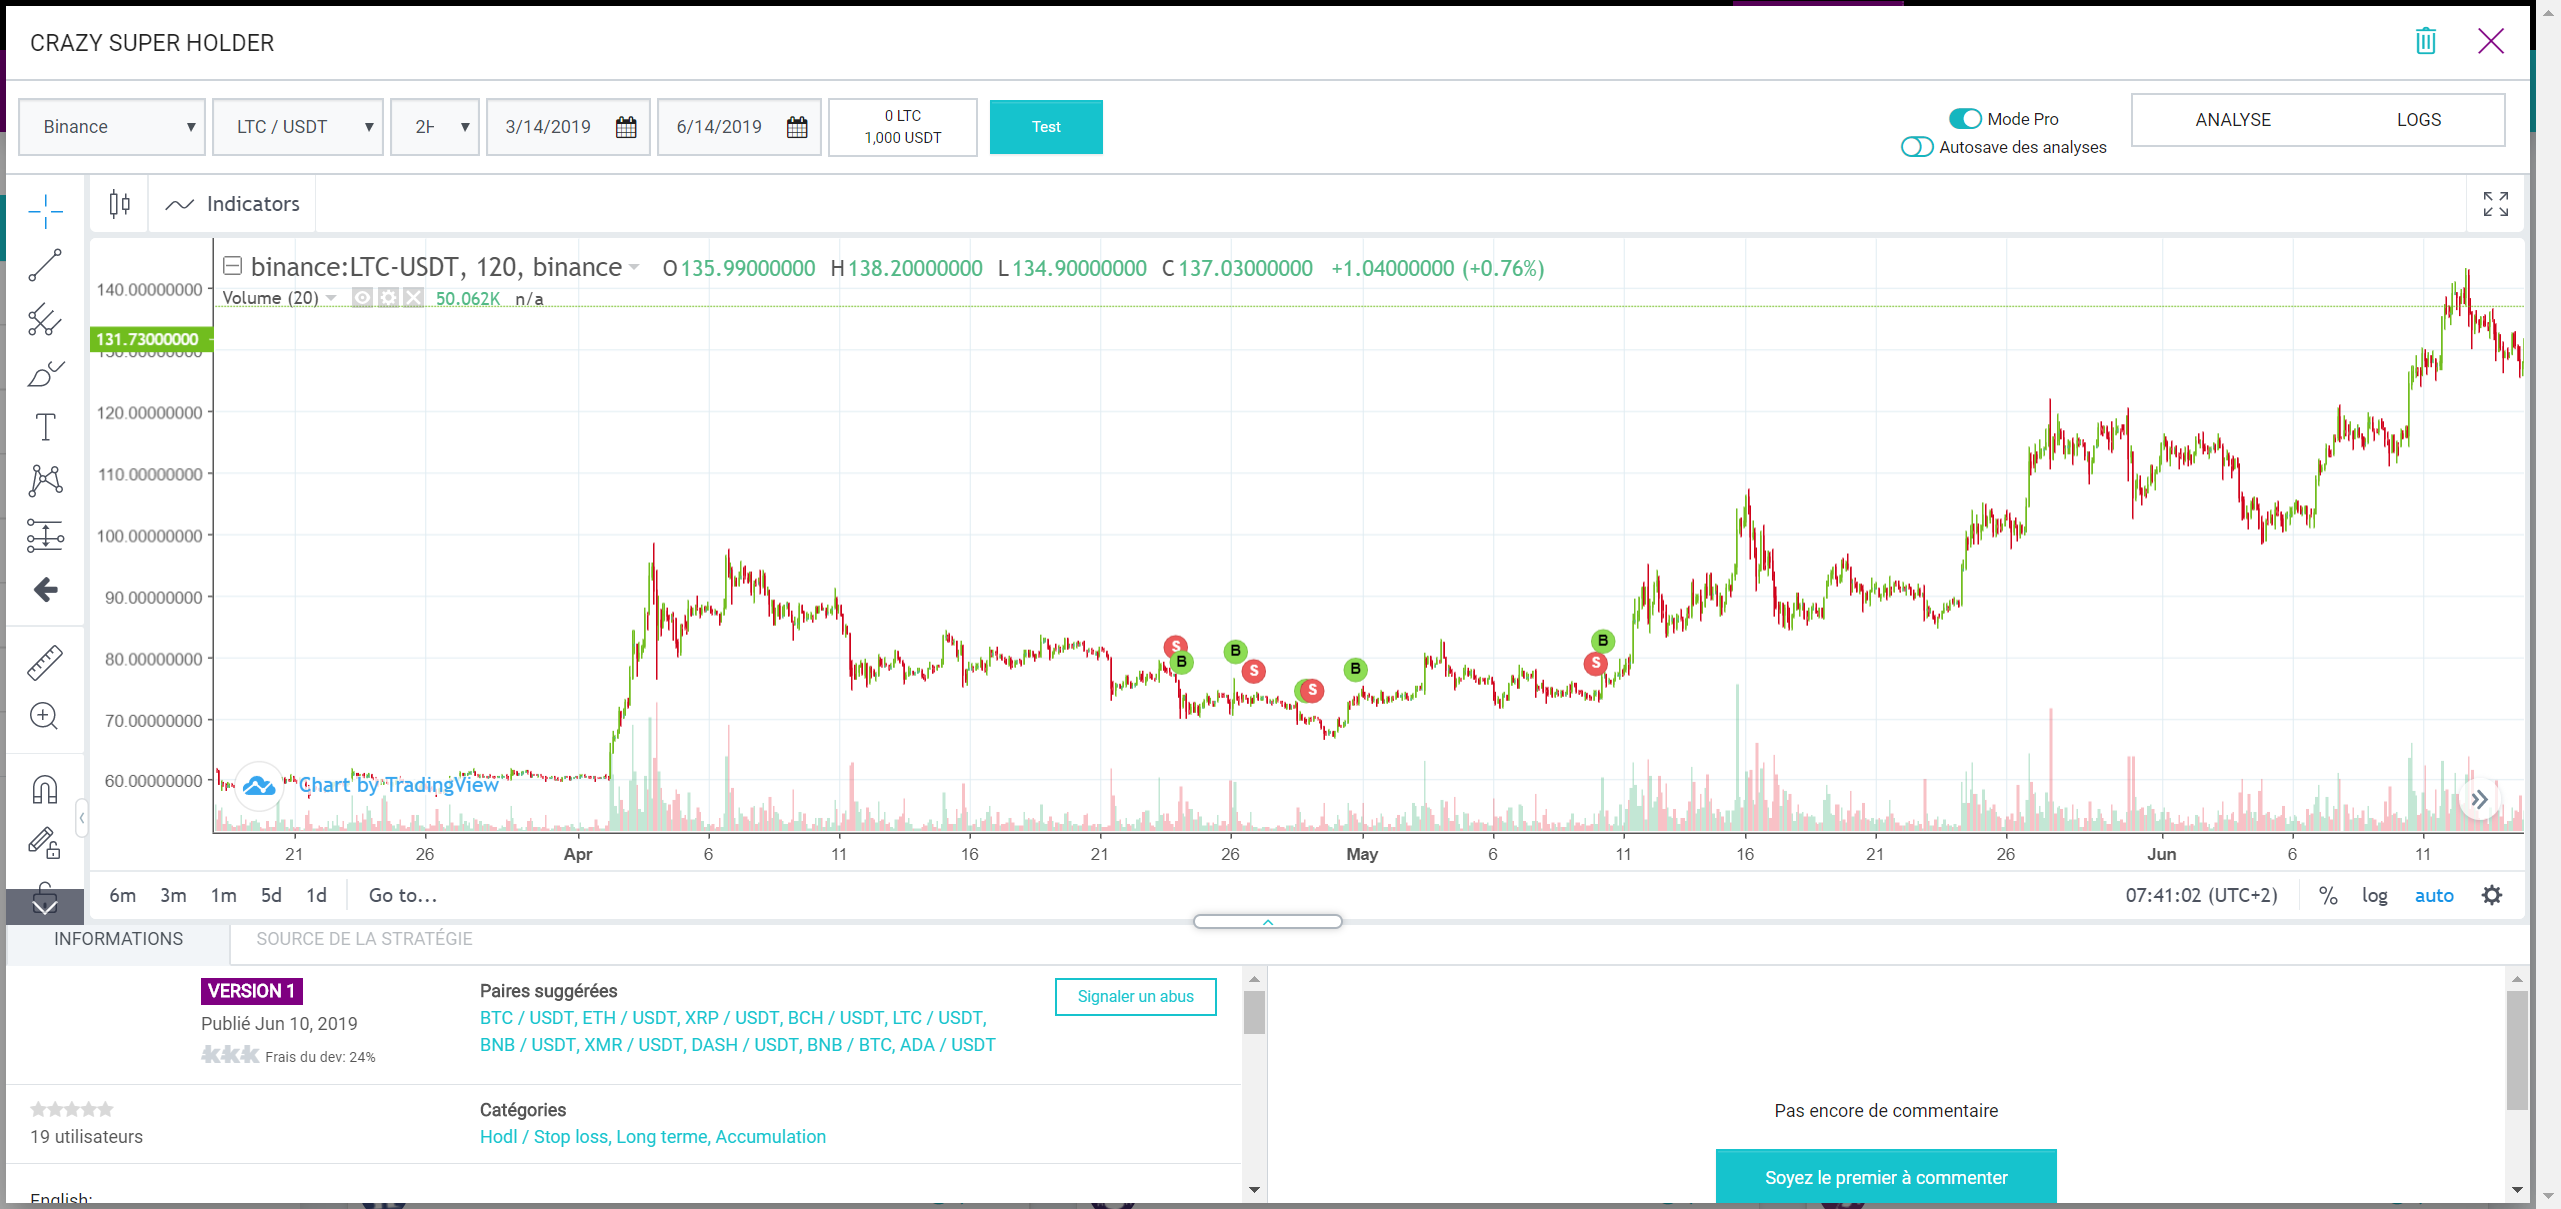 CRAZY SUPER HOLDER
Binance
LTC / USDT
2H
3/14/2019
6/14/2019
0 LTC
1,000 USDT
Test
Mode Pro
Autosave des analyses
ANALYSE
LOGS
Indicators
binance:LTC-USDT, 120, binance O135.99000000 H138.20000000 L134.90000000 C137.03000000 +1.04000000 (+0.76%)
Volume (20) 50.062K n/a
140.00000000
131.73000000
130.00000000
120.00000000
110.00000000
100.00000000
90.00000000
80.00000000
70.00000000
60.00000000
S
B
B
S
S
B
S
B
Chart by TradingView
21 26 Apr 6 11 16 21 26 May 6 11 16 21 26 Jun 6 11
6m 3m 1m 5d 1d Go to...
07:41:02 (UTC+2) % log auto
INFORMATIONS
SOURCE DE LA STRATÉGIE
VERSION 1
Publié Jun 10, 2019
Frais du dev: 24%
Paires suggérées
BTC / USDT, ETH / USDT, XRP / USDT, BCH / USDT, LTC / USDT,
BNB / USDT, XMR / USDT, DASH / USDT, BNB / BTC, ADA / USDT
Signaler un abus
19 utilisateurs
Catégories
Hodl / Stop loss, Long terme, Accumulation
English:
Pas encore de commentaire
Soyez le premier à commenter